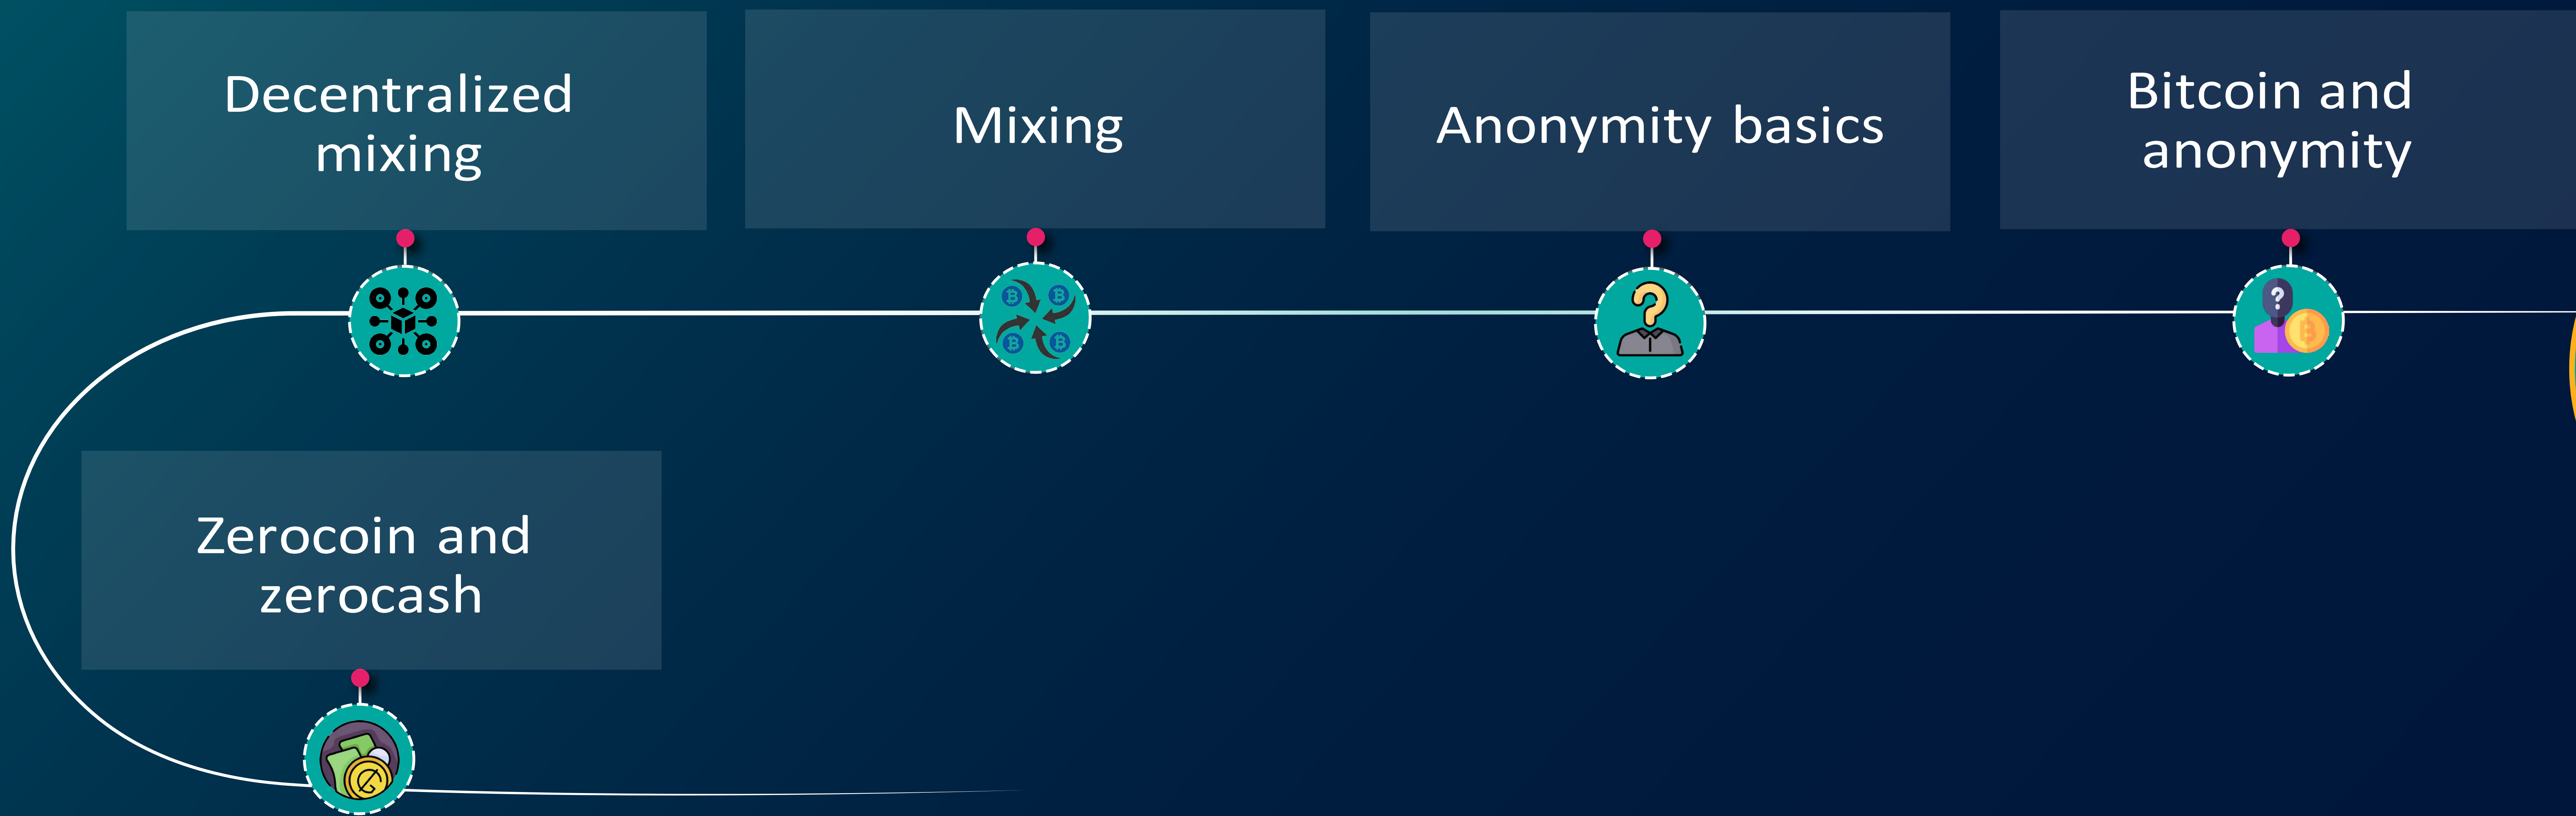 Decentralized
mixing
Mixing
Anonymity basics
Bitcoin and
anonymity
Zerocoin and
zerocash